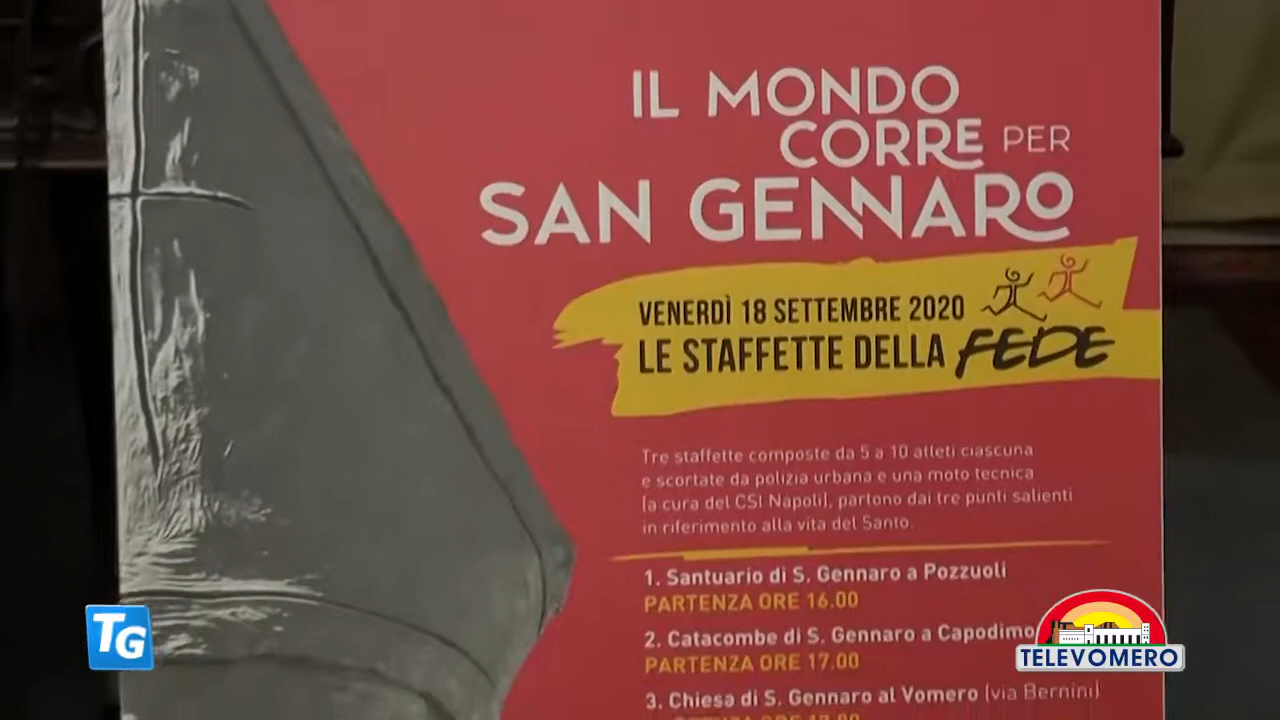 IL MONDO
CORRE PER
SAN GENNARO
VENERDÌ 18 SETTEMBRE 2020
LE STAFFETTE DELLA FEDE
Tre staffette composte da 5 a 10 atleti ciascuna
e scortate da polizia urbana e una moto tecnica
(a cura del CSI Napoli), partono dai tre punti salienti
in riferimento alla vita del Santo.
1. Santuario di S. Gennaro a Pozzuoli
PARTENZA ORE 16.00
2. Catacombe di S. Gennaro a Capodimo
PARTENZA ORE 17.00
3. Chiesa di S. Gennaro al Vomero (via Bernini)
TG
TELEVOMERO